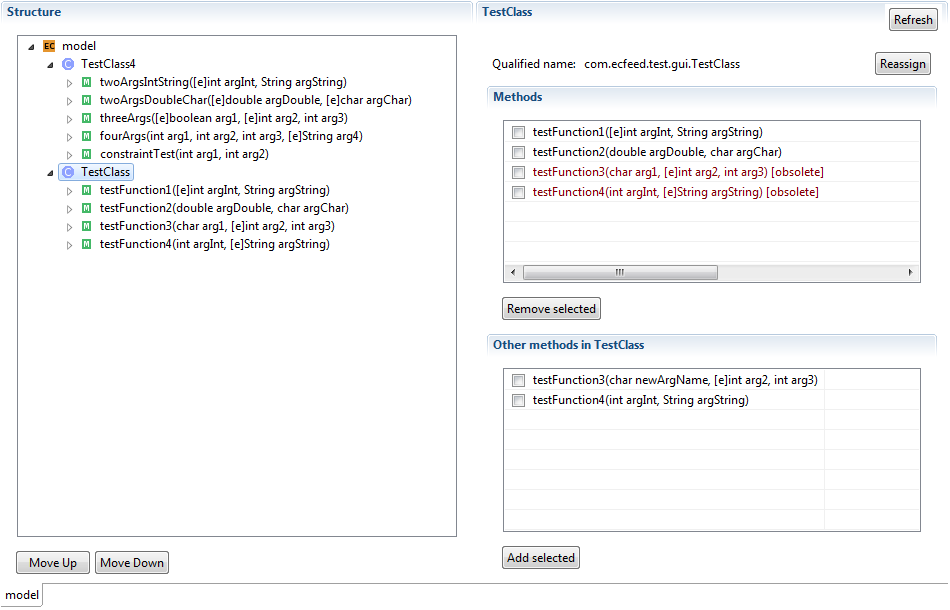 Structure
EC model
C TestClass4
M twoArgsIntString([e]int argInt, String argString)
M twoArgsDoubleChar([e]double argDouble, [e]char argChar)
M threeArgs([e]boolean arg1, [e]int arg2, int arg3)
M fourArgs(int arg1, int arg2, int arg3, [e]String arg4)
M constraintTest(int arg1, int arg2)
C TestClass
M testFunction1([e]int argInt, String argString)
M testFunction2(double argDouble, char argChar)
M testFunction3(char arg1, [e]int arg2, int arg3)
M testFunction4(int argInt, [e]String argString)
Move Up Move Down
model
TestClass
Refresh
Qualified name: com.ecfeed.test.gui.TestClass Reassign
Methods
testFunction1([e]int argInt, String argString)
testFunction2(double argDouble, char argChar)
testFunction3(char arg1, [e]int arg2, int arg3) [obsolete]
testFunction4(int argInt, [e]String argString) [obsolete]
Remove selected
Other methods in TestClass
testFunction3(char newArgName, [e]int arg2, int arg3)
testFunction4(int argInt, String argString)
Add selected